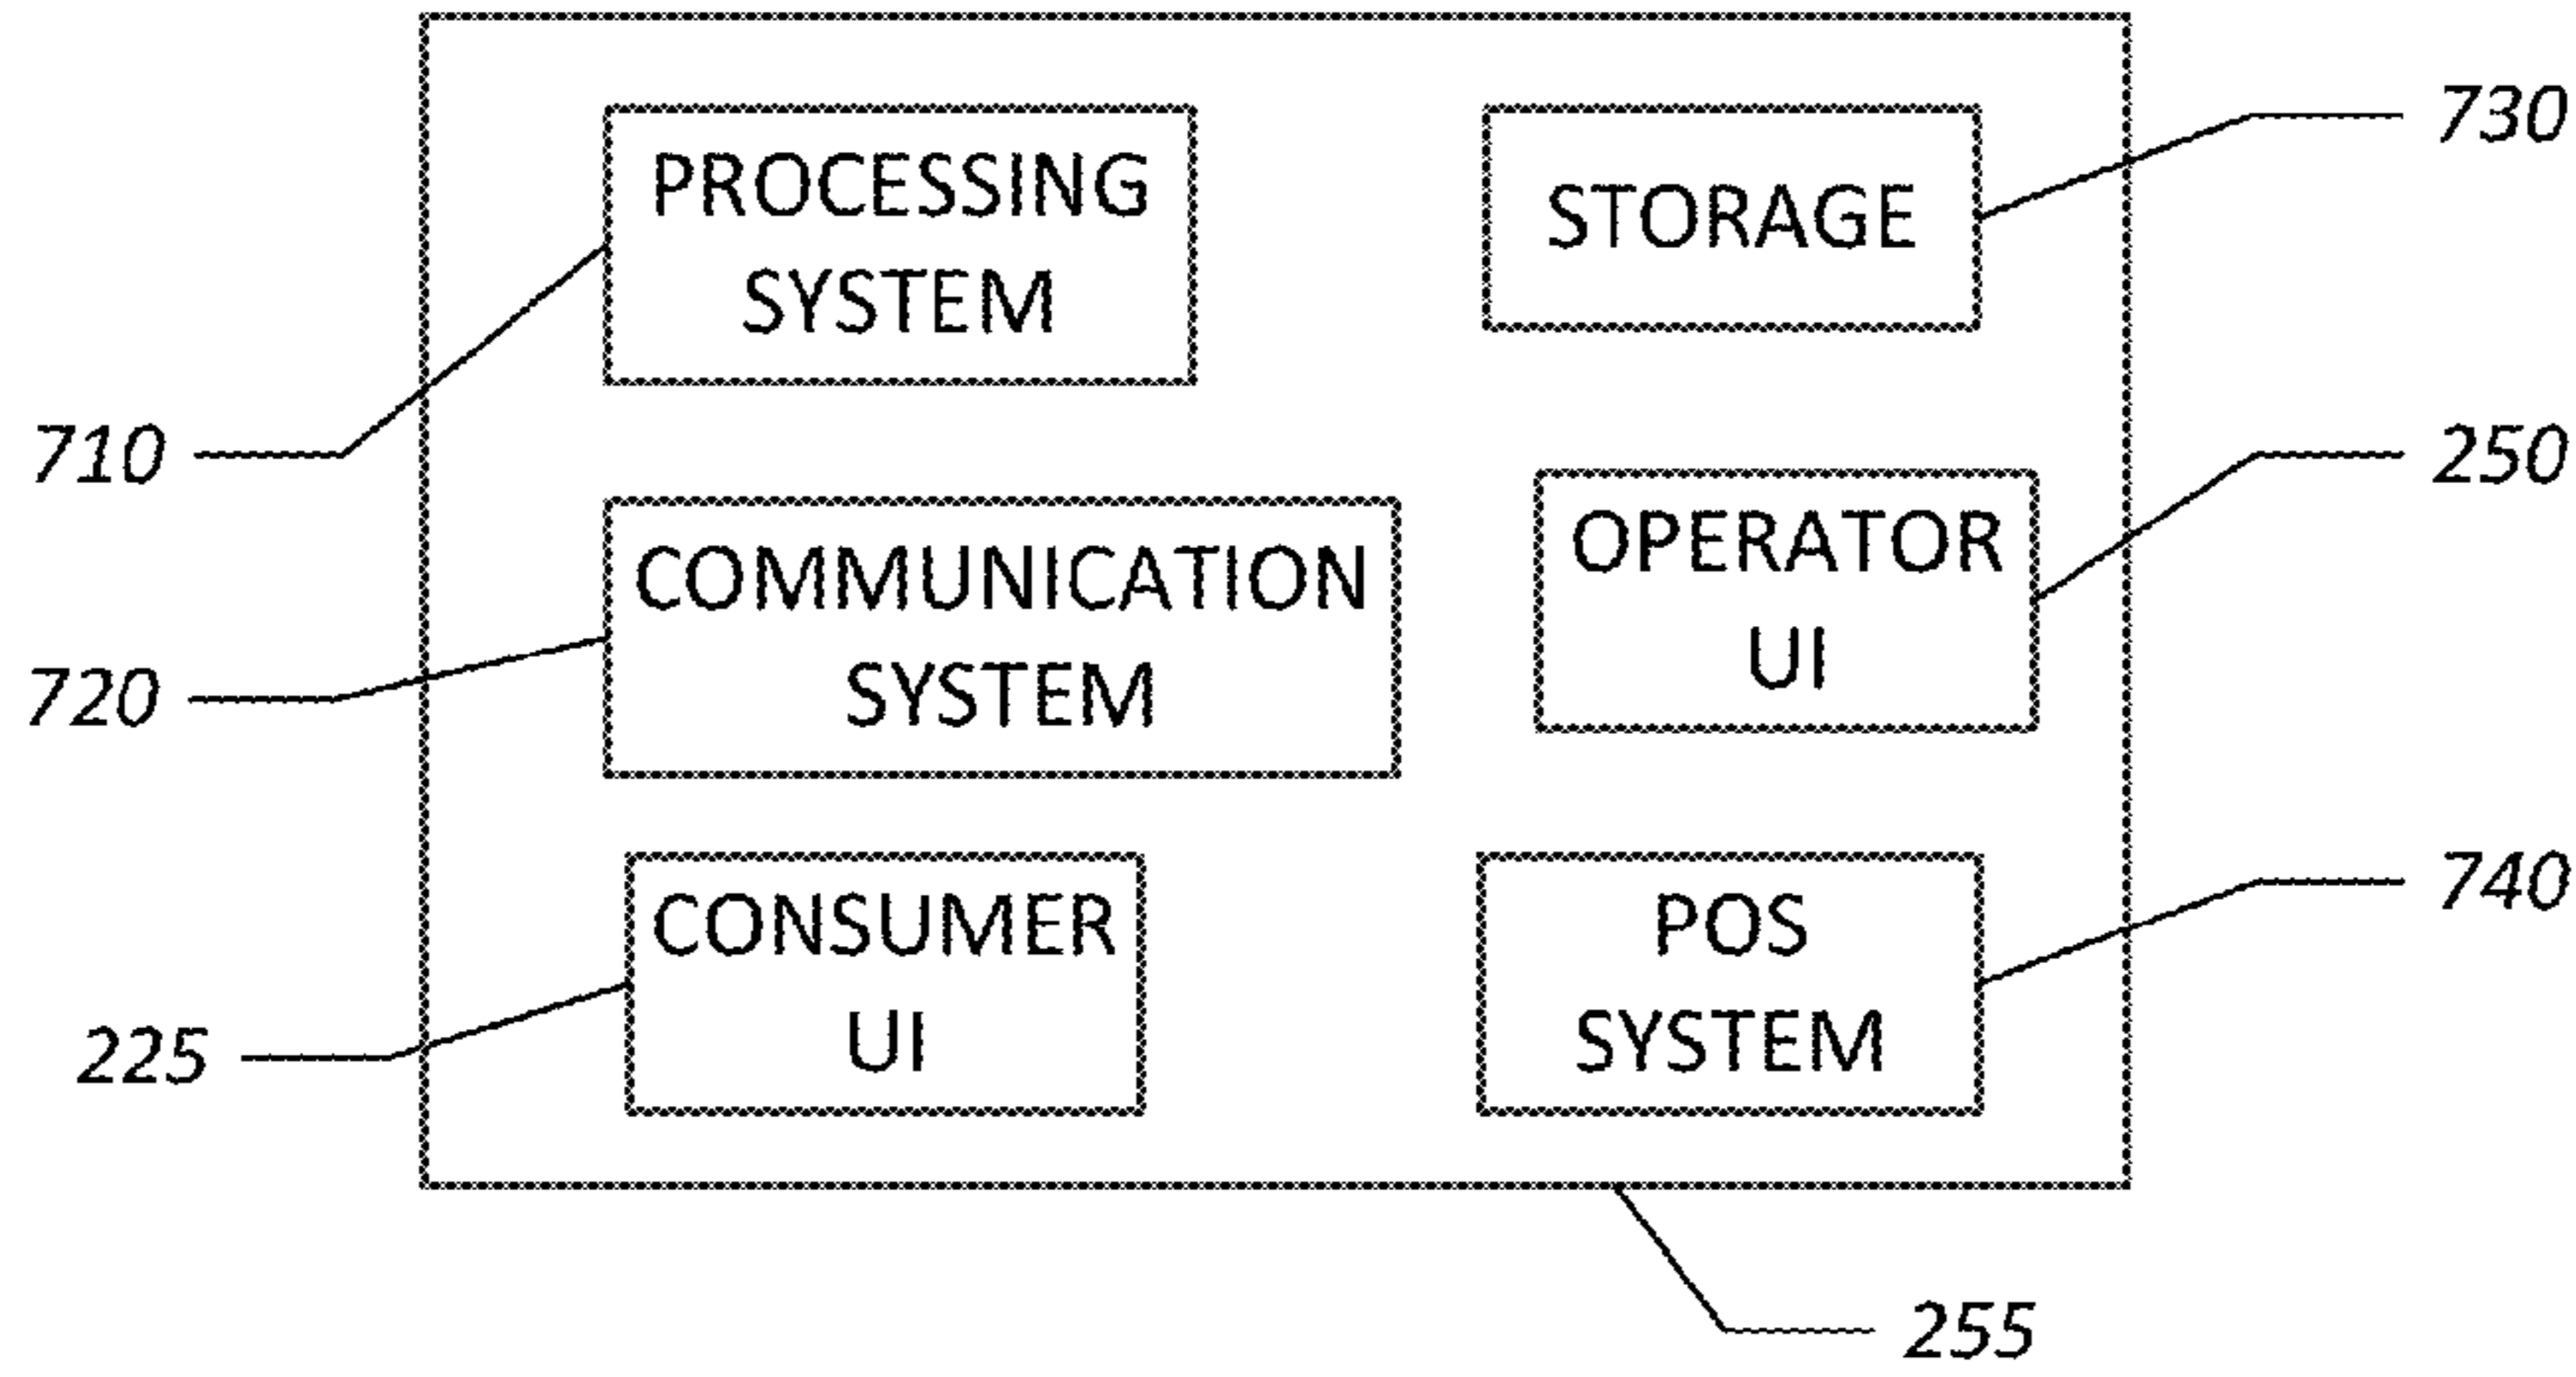 PROCESSING
SYSTEM
STORAGE
730
710
250
COMMUNICATION
SYSTEM
OPERATOR
UI
720
CONSUMER
UI
POS
SYSTEM
740
225
255